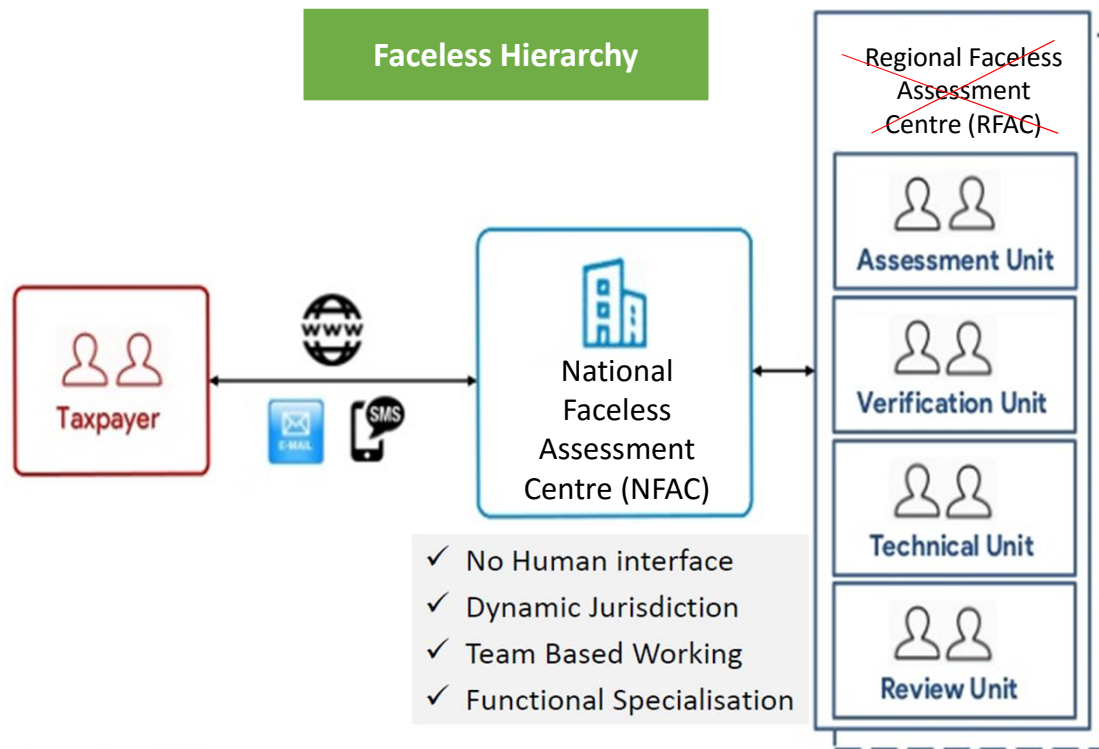 Faceless Hierarchy
Regional Faceless
Assessment
Centre (RFAC)
Assessment Unit
Verification Unit
Technical Unit
Review Unit
Taxpayer
www
E-MAIL
SMS
National
Faceless
Assessment
Centre (NFAC)
✓ No Human interface
✓ Dynamic Jurisdiction
✓ Team Based Working
✓ Functional Specialisation